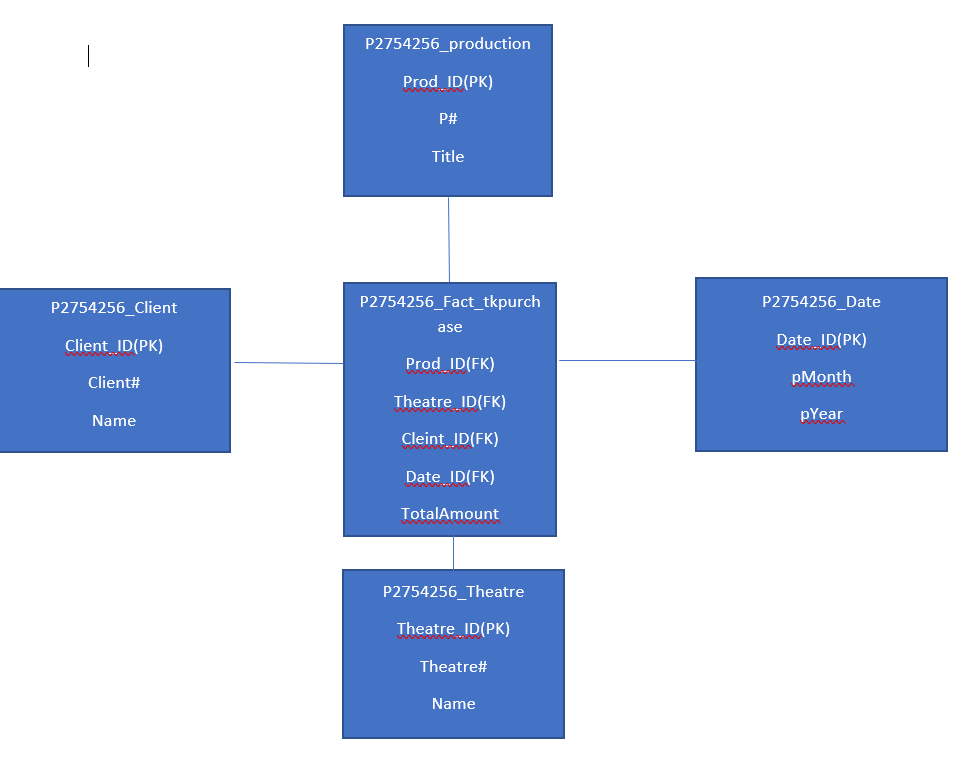 P2754256_production
Prod_ID(PK)
P#
Title
P2754256_Client
Client_ID(PK)
Client#
Name
P2754256_Fact_tkpurch
ase
Prod_ID(FK)
Theatre_ID(FK)
Cleint_ID(FK)
Date_ID(FK)
TotalAmount
P2754256_Date
Date_ID(PK)
pMonth
pYear
P2754256_Theatre
Theatre_ID(PK)
Theatre#
Name